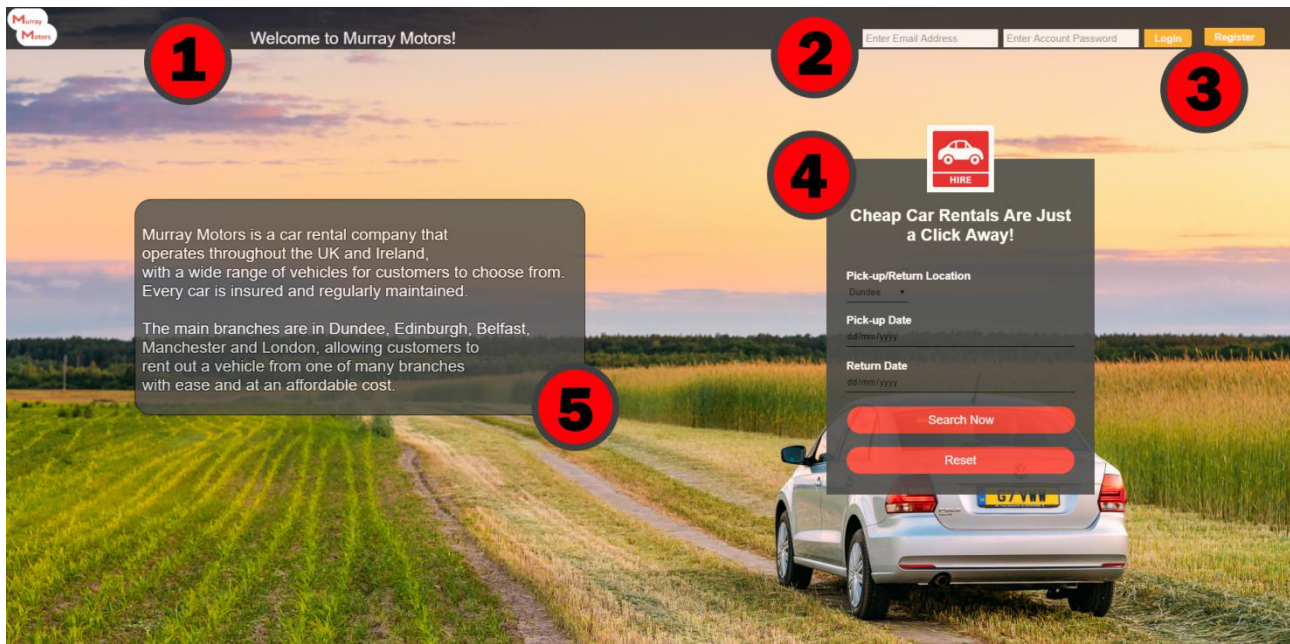 Murray
Motors
1
Welcome to Murray Motors!
2
Enter Email Address
Enter Account Password
Login
Register
3
4
HIRE
Cheap Car Rentals Are Just
a Click Away!
Pick-up/Return Location
Dundee
Pick-up Date
dd/mm/yyyy
Return Date
dd/mm/yyyy
Search Now
Reset
Murray Motors is a car rental company that
operates throughout the UK and Ireland,
with a wide range of vehicles for customers to choose from.
Every car is insured and regularly maintained.
The main branches are in Dundee, Edinburgh, Belfast,
Manchester and London, allowing customers to
rent out a vehicle from one of many branches
with ease and at an affordable cost.
5